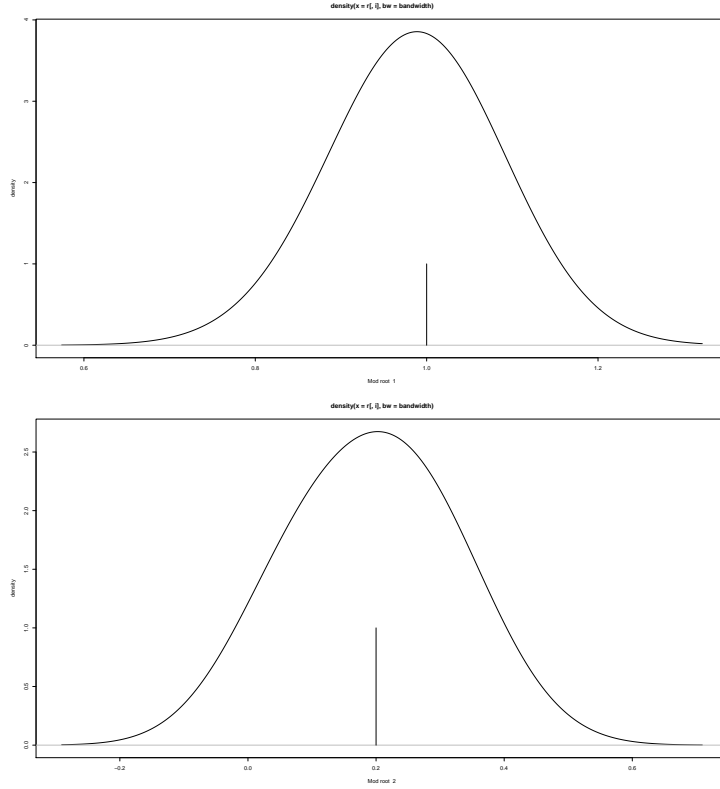 density(x = r[, i], bw = bandwidth)
4
3
2
1
0
density
0.6 0.8 1.0 1.2
Mod root 1
density(x = r[, i], bw = bandwidth)
2.5
2.0
1.5
1.0
0.5
0.0
density
−0.2 0.0 0.2 0.4 0.6
Mod root 2